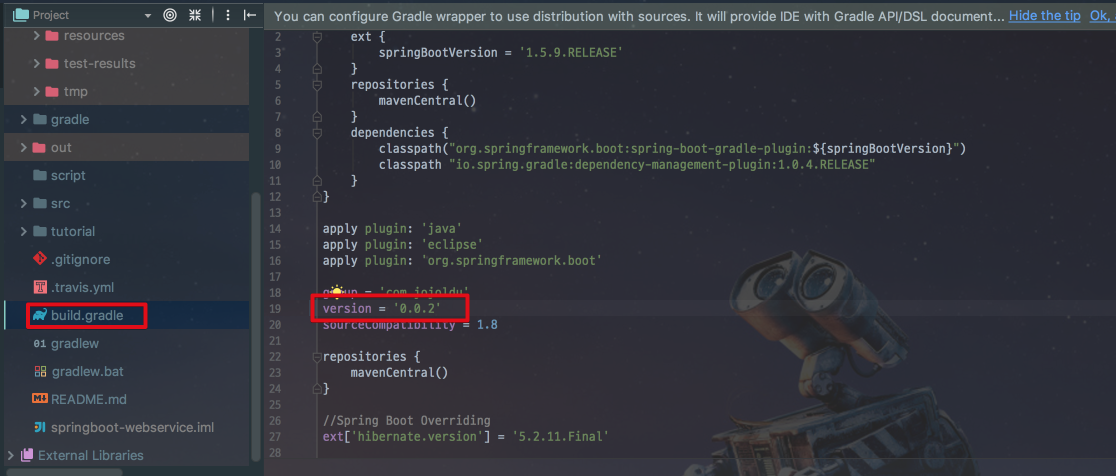 Project
You can configure Gradle wrapper to use distribution with sources. It will provide IDE with Gradle API/DSL document... Hide the tip Ok,
resources
test-results
tmp
gradle
out
script
src
tutorial
.gitignore
.travis.yml
build.gradle
01 gradlew
gradlew.bat
README.md
springboot-webservice.iml
External Libraries
2 ext {
3 springBootVersion = '1.5.9.RELEASE'
4 }
5 repositories {
6 mavenCentral()
7 }
8 dependencies {
9 classpath("org.springframework.boot:spring-boot-gradle-plugin:${springBootVersion}")
10 classpath "io.spring.gradle:dependency-management-plugin:1.0.4.RELEASE"
11 }
12 }
13
14 apply plugin: 'java'
15 apply plugin: 'eclipse'
16 apply plugin: 'org.springframework.boot'
18 = 'com.jojoldu'
19 version = '0.0.2'
20 sourceCompatibility = 1.8
22 repositories {
23 mavenCentral()
24 }
25
26 //Spring Boot Overriding
27 ext['hibernate.version'] = '5.2.11.Final'
28